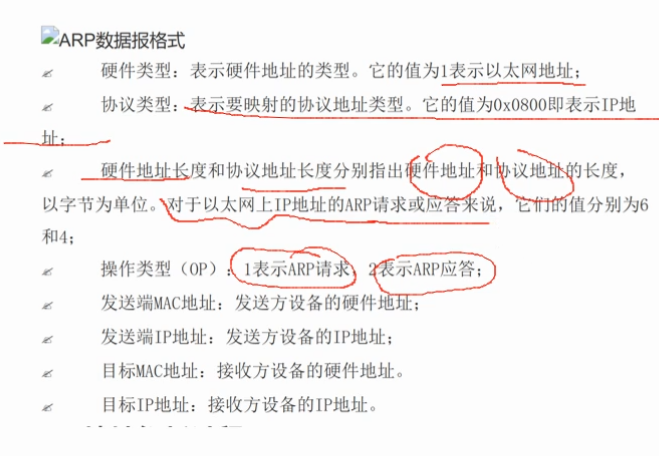 ARP数据报格式
硬件类型：表示硬件地址的类型。它的值为1表示以太网地址；
协议类型：表示要映射的协议地址类型。它的值为0x0800即表示IP地
址；
硬件地址长度和协议地址长度分别指出硬件地址和协议地址的长度，
以字节为单位。对于以太网上IP地址的ARP请求或应答来说，它们的值分别为6
和4；
操作类型（OP）：1表示ARP请求，2表示ARP应答；
发送端MAC地址：发送方设备的硬件地址；
发送端IP地址：发送方设备的IP地址；
目标MAC地址：接收方设备的硬件地址。
目标IP地址：接收方设备的IP地址。